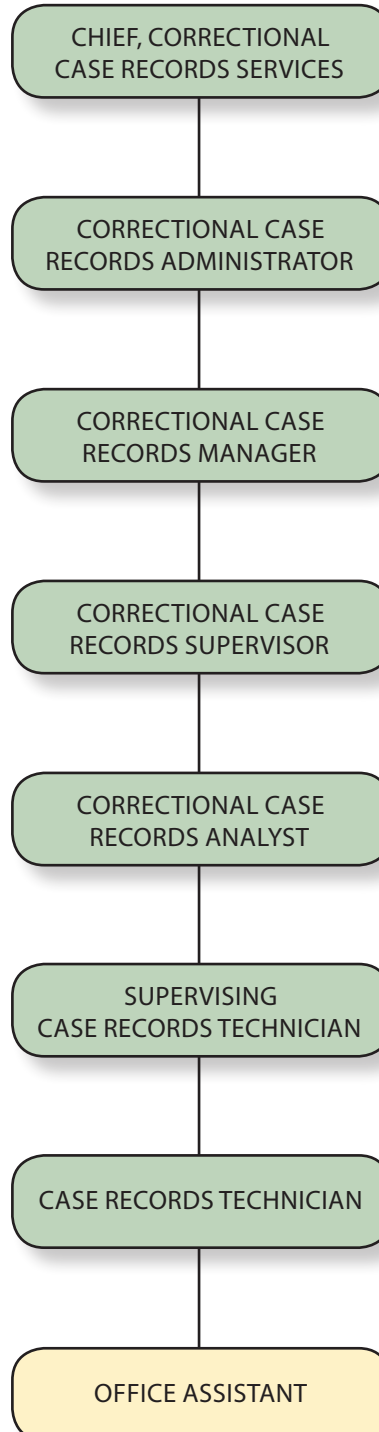 CHIEF, CORRECTIONAL
CASE RECORDS SERVICES
CORRECTIONAL CASE
RECORDS ADMINISTRATOR
CORRECTIONAL CASE
RECORDS MANAGER
CORRECTIONAL CASE
RECORDS SUPERVISOR
CORRECTIONAL CASE
RECORDS ANALYST
SUPERVISING
CASE RECORDS TECHNICIAN
CASE RECORDS TECHNICIAN
OFFICE ASSISTANT